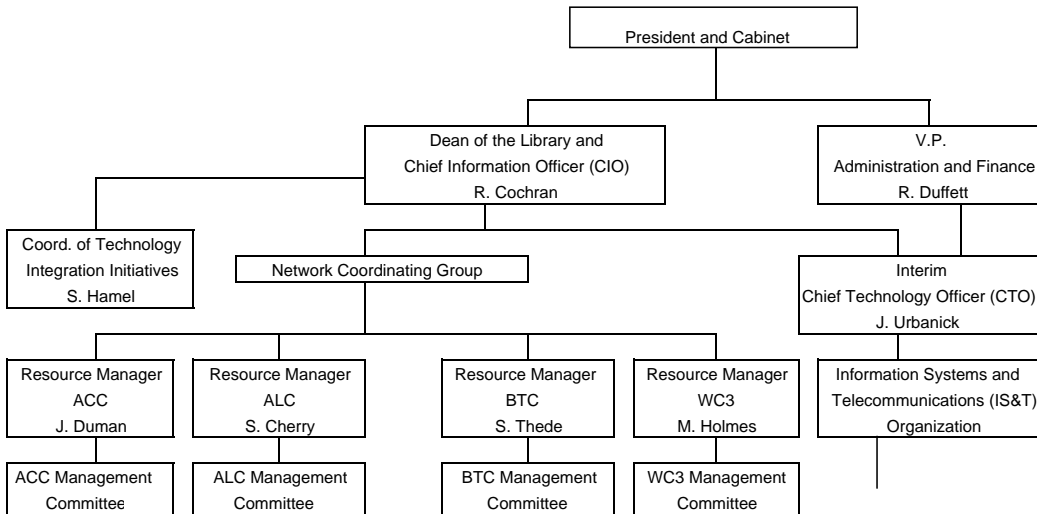 President and Cabinet
Dean of the Library and
Chief Information Officer (CIO)
R. Cochran
V.P.
Administration and Finance
R. Duffett
Coord. of Technology
Integration Initiatives
S. Hamel
Network Coordinating Group
Interim
Chief Technology Officer (CTO)
J. Urbanick
Resource Manager
ACC
J. Duman
Resource Manager
ALC
S. Cherry
Resource Manager
BTC
S. Thede
Resource Manager
WC3
M. Holmes
Information Systems and
Telecommunications (IS&T)
Organization
ACC Management
Committee
ALC Management
Committee
BTC Management
Committee
WC3 Management
Committee